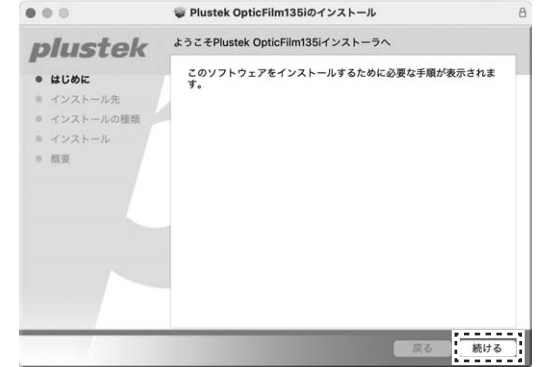 Plustek OpticFilm135iのインストール
plustek
ようこそPlustek OpticFilm135iインストーラへ
はじめに
インストール先
インストールの種類
インストール
概要
このソフトウェアをインストールするために必要な手順が表示されま
す。
戻る
続ける